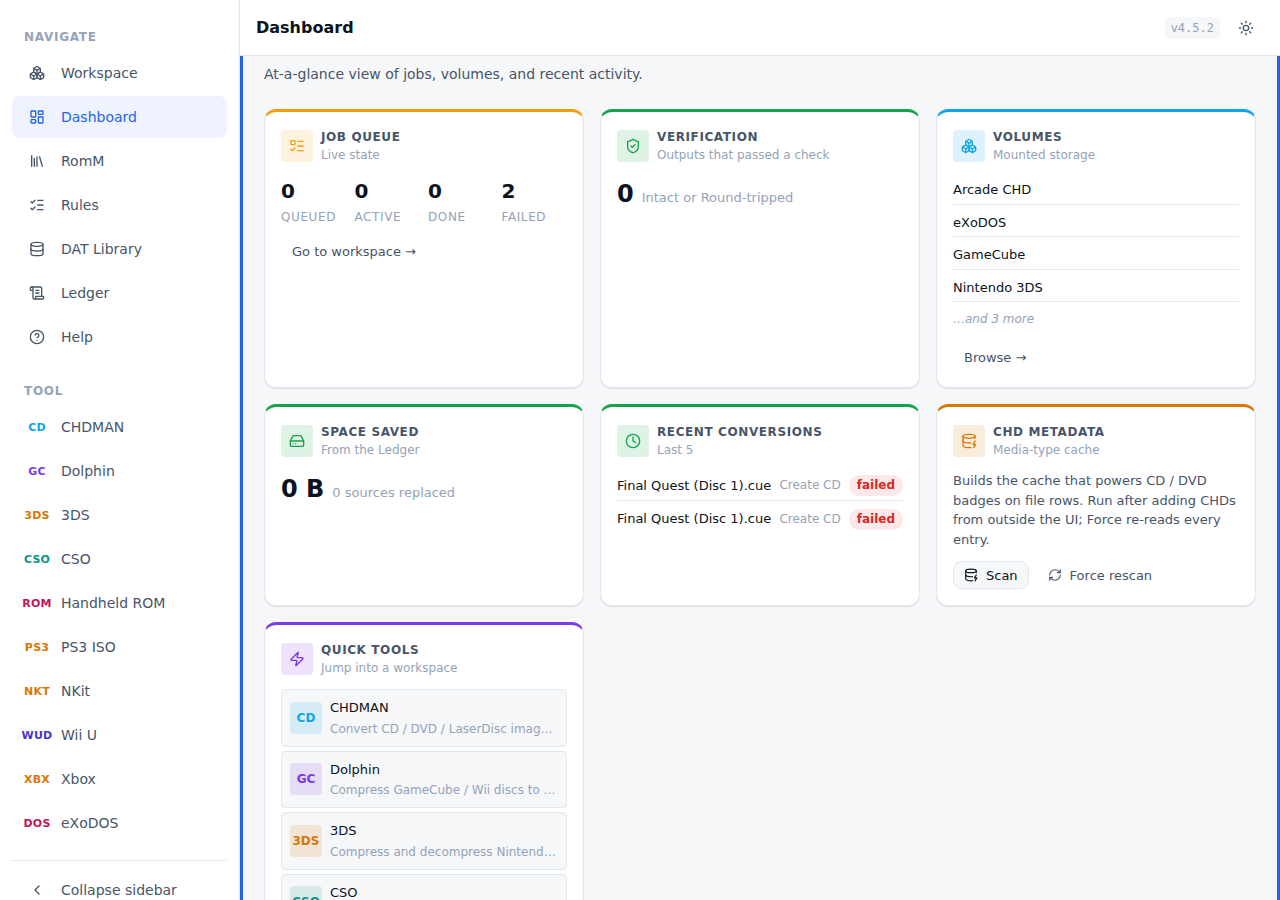 NAVIGATE
Workspace
Dashboard
RomM
Rules
DAT Library
Ledger
Help
TOOL
CD CHDMAN
GC Dolphin
3DS 3DS
CSO CSO
ROM Handheld ROM
PS3 PS3 ISO
NKT NKit
WUD Wii U
XBX Xbox
DOS eXoDOS
Collapse sidebar
Dashboard
v4.5.2
At-a-glance view of jobs, volumes, and recent activity.
JOB QUEUE
Live state
0 0 0 2
QUEUED ACTIVE DONE FAILED
Go to workspace →
VERIFICATION
Outputs that passed a check
0 Intact or Round-tripped
VOLUMES
Mounted storage
Arcade CHD
eXoDOS
GameCube
Nintendo 3DS
…and 3 more
Browse →
SPACE SAVED
From the Ledger
0 B 0 sources replaced
RECENT CONVERSIONS
Last 5
Final Quest (Disc 1).cue Create CD failed
Final Quest (Disc 1).cue Create CD failed
CHD METADATA
Media-type cache
Builds the cache that powers CD / DVD
badges on file rows. Run after adding CHDs
from outside the UI; Force re-reads every
entry.
Scan Force rescan
QUICK TOOLS
Jump into a workspace
CD CHDMAN
Convert CD / DVD / LaserDisc imag…
GC Dolphin
Compress GameCube / Wii discs to …
3DS 3DS
Compress and decompress Nintend…
CSO CSO